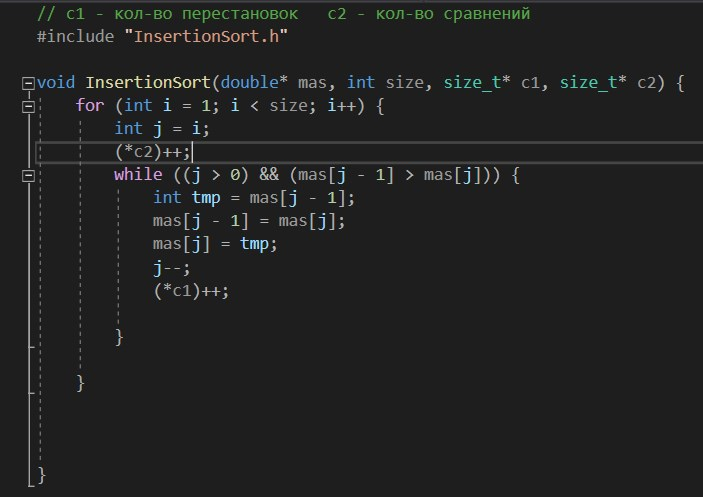 // c1 - кол-во перестановок   c2 - кол-во сравнений
#include "InsertionSort.h"
void InsertionSort(double* mas, int size, size_t* c1, size_t* c2) {
for (int i = 1; i < size; i++) {
int j = i;
(*c2)++;
while ((j > 0) && (mas[j - 1] > mas[j])) {
int tmp = mas[j - 1];
mas[j - 1] = mas[j];
mas[j] = tmp;
j--;
(*c1)++;
}
}
}